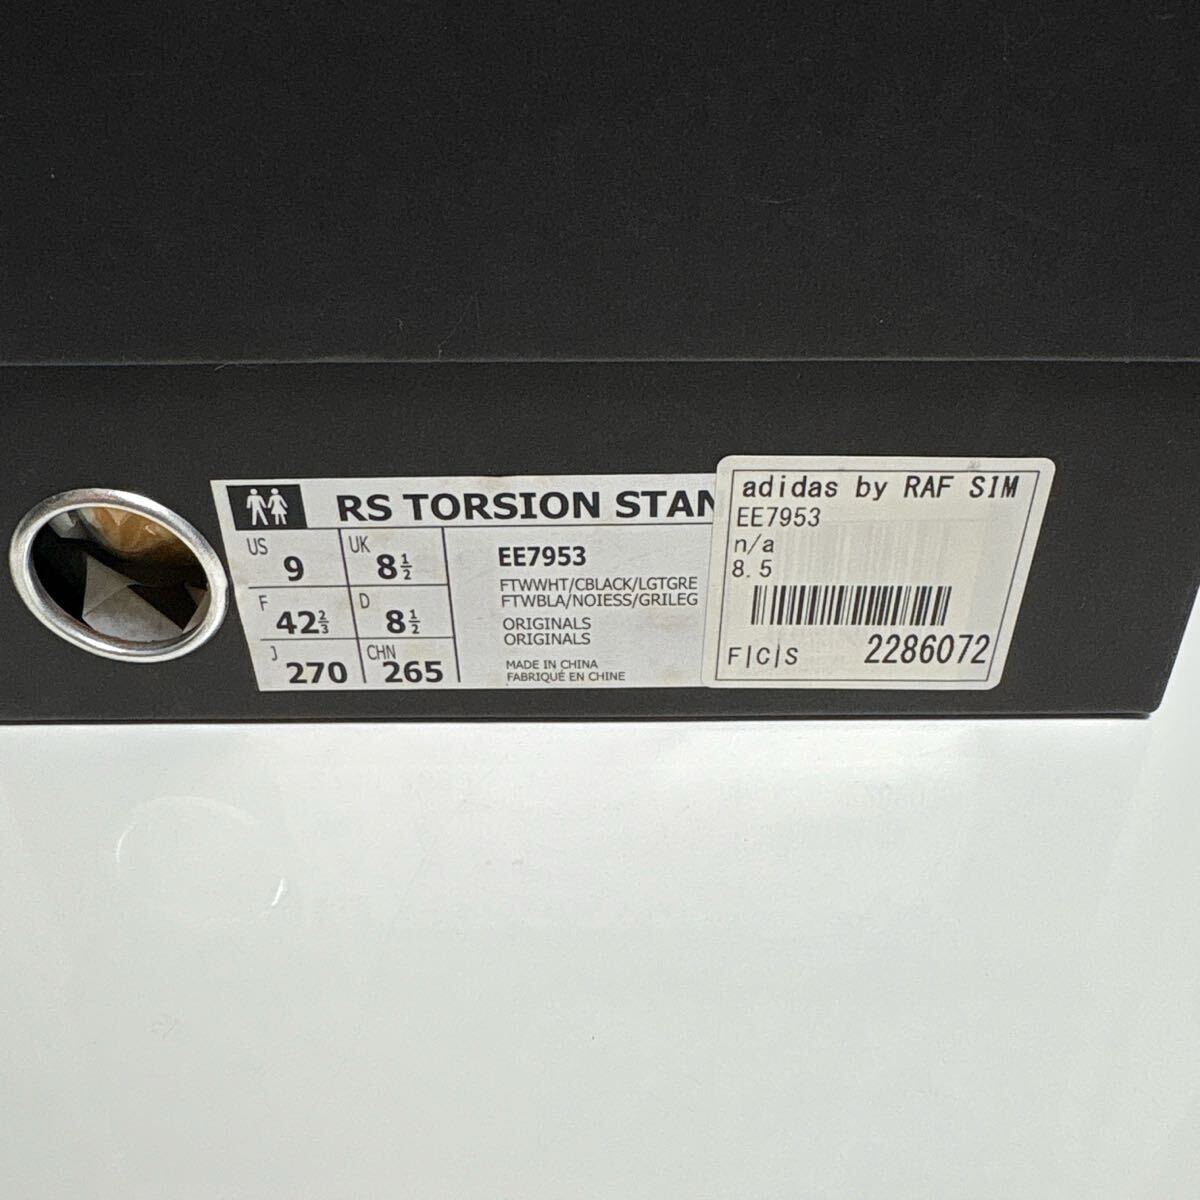 RS TORSION STAN
US 9
UK 8½
F 42⅔
D 8½
J 270
CHN 265
EE7953
FTWWHT/CBLACK/LGTGRE
FTWBLA/NOIESS/GRILEG
ORIGINALS
ORIGINALS
MADE IN CHINA
FABRIQUÉ EN CHINE
adidas by RAF SIM
EE7953
n/a
8.5
F|C|S 2286072